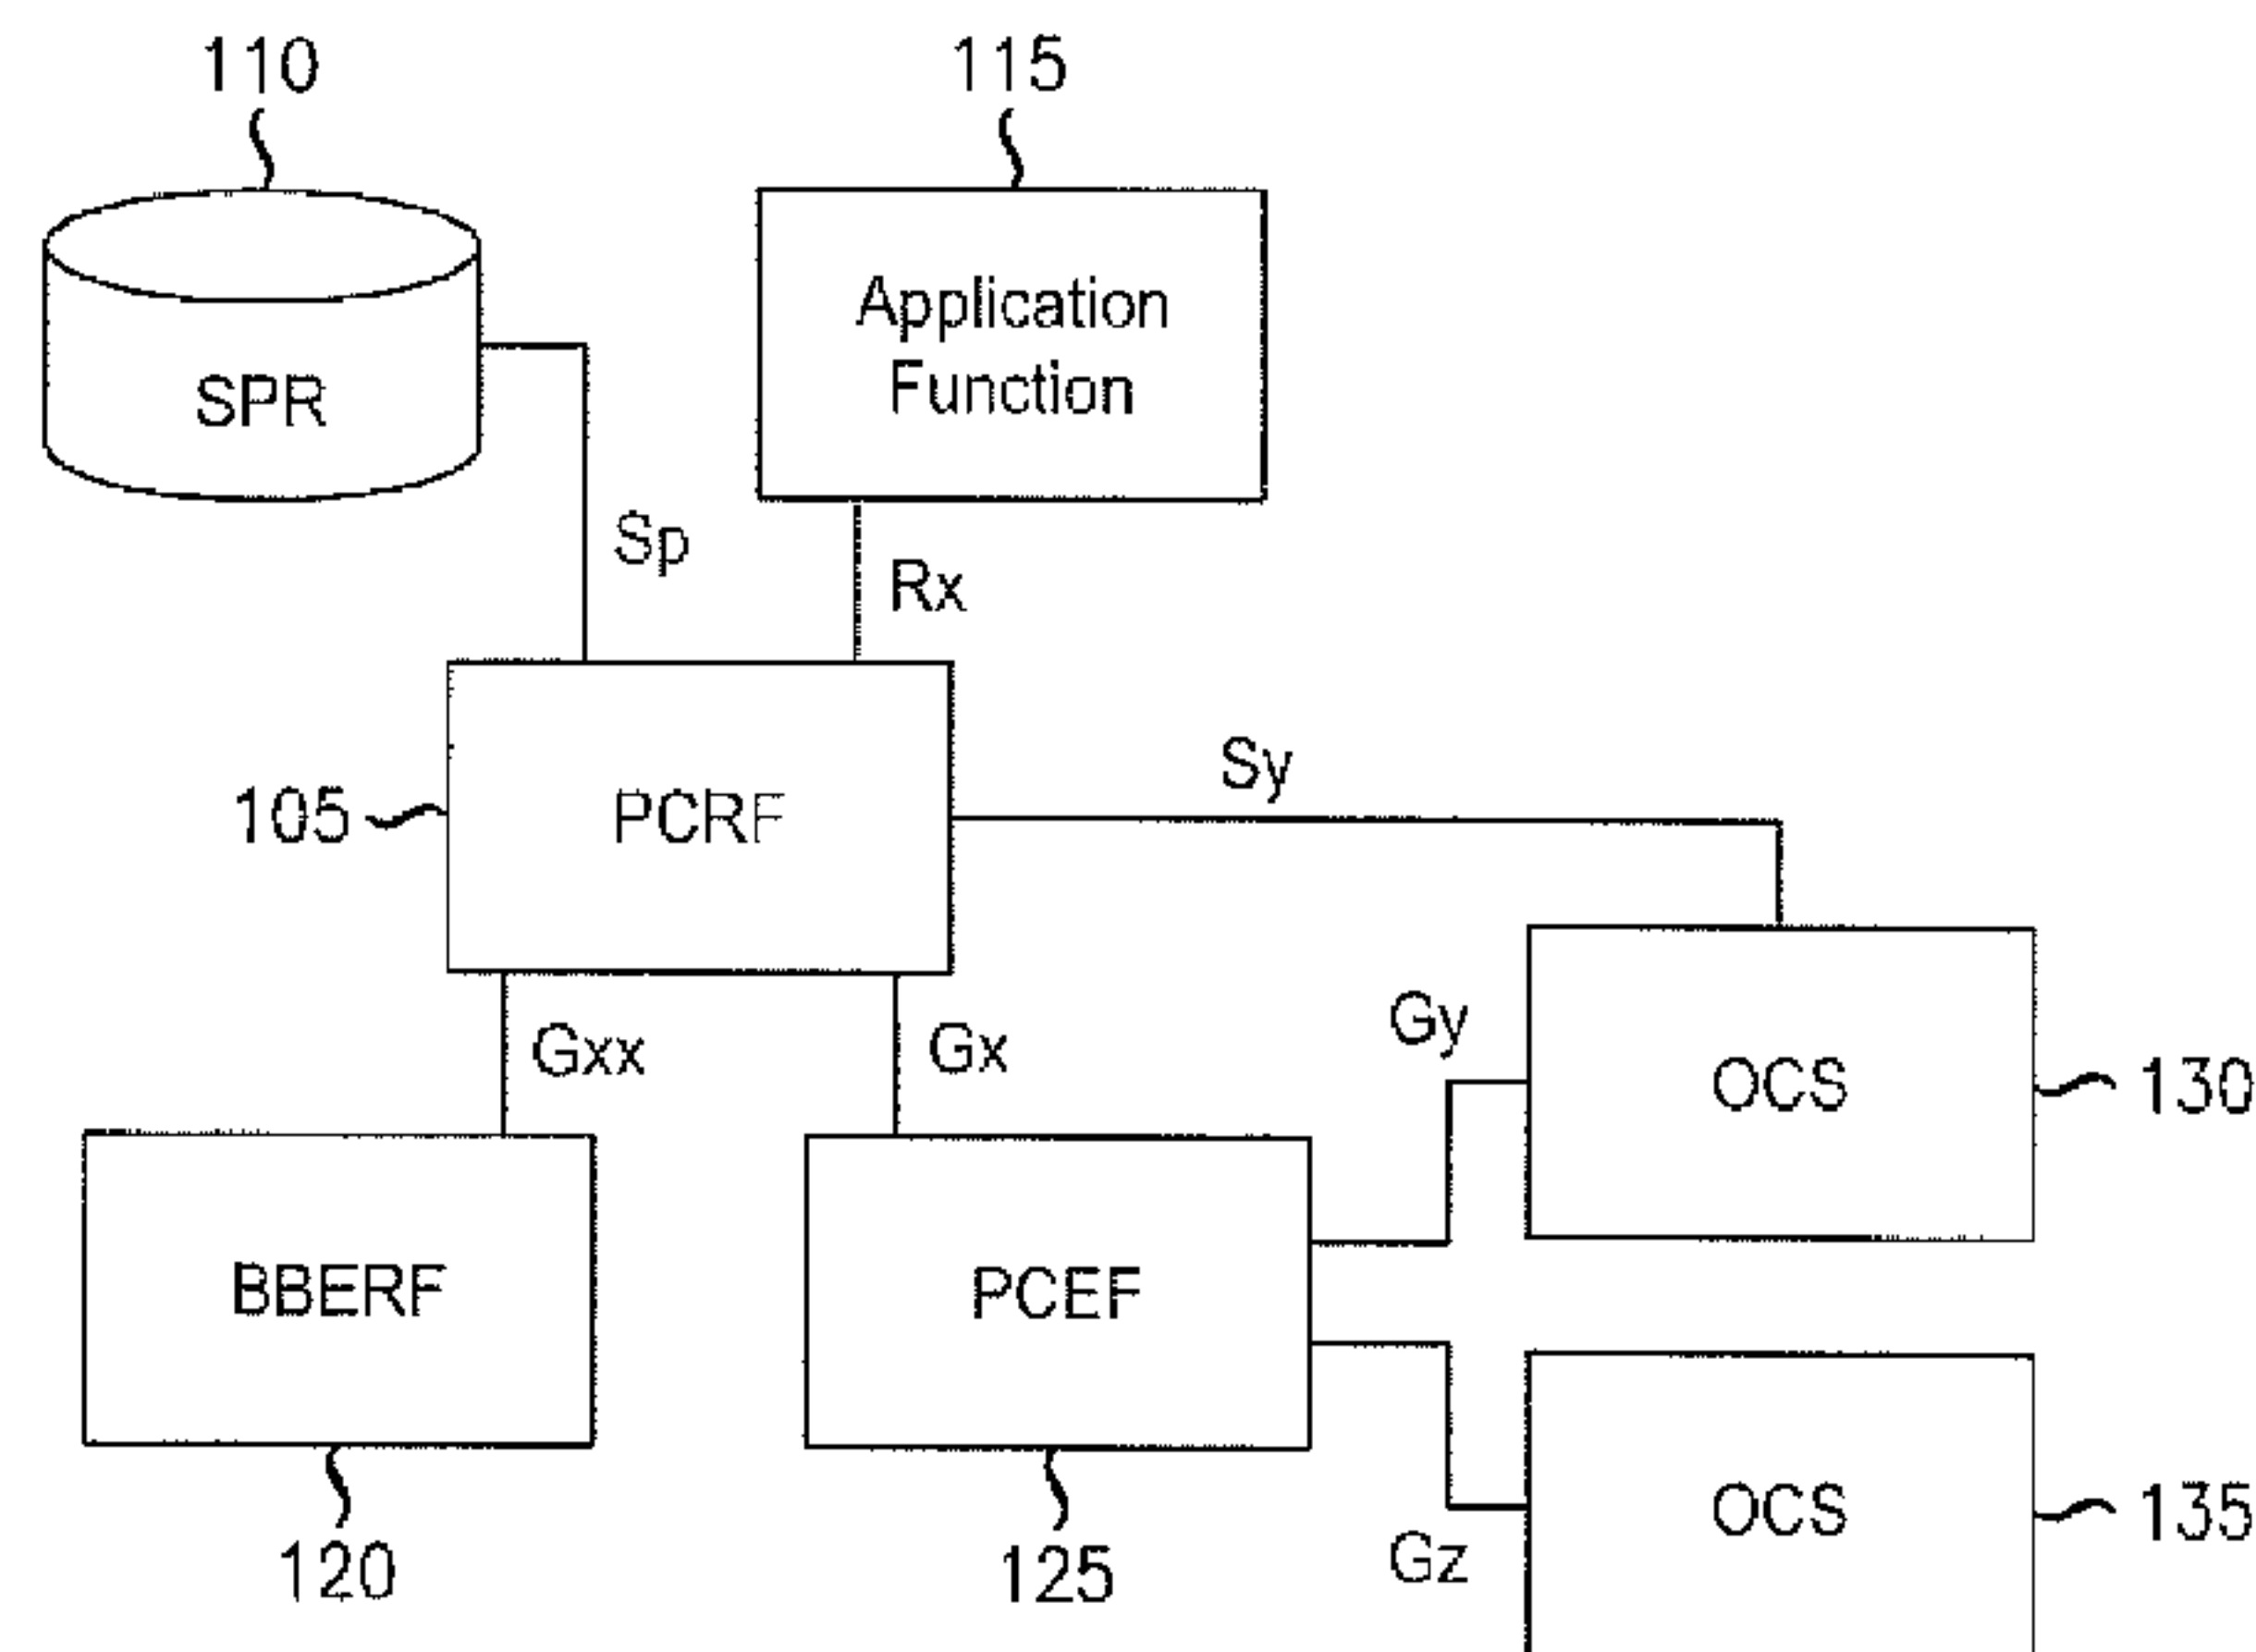 110
115
Application
Function
SPR
Sp
Rx
Sy
105
PCRF
Gxx
Gx
Gy
OCS
130
BBERF
PCEF
OCS
135
Gz
120
125